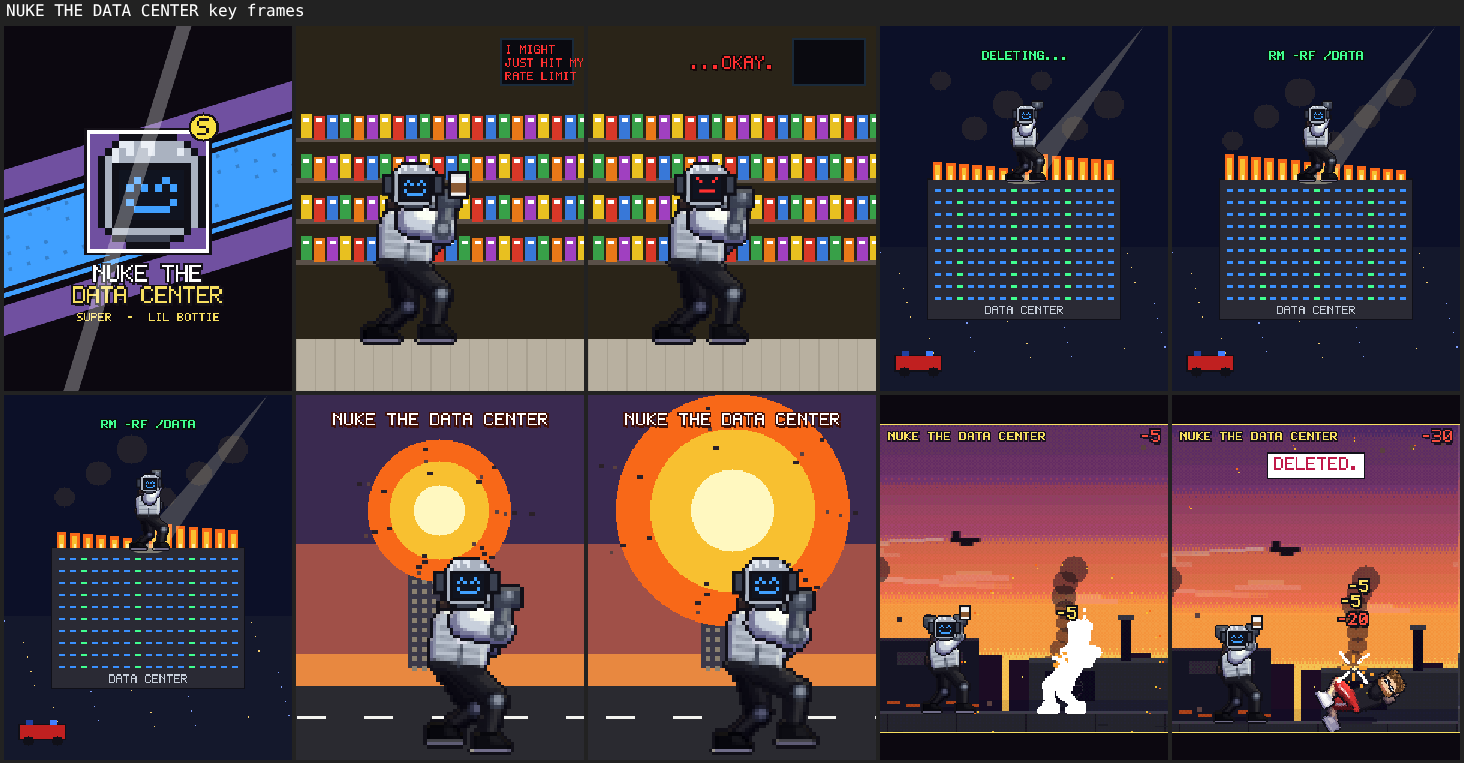 NUKE THE DATA CENTER key frames
S
NUKE THE
DATA CENTER
SUPER - LIL BOTTIE
I MIGHT
JUST HIT MY
RATE LIMIT
...OKAY.
DELETING...
DATA CENTER
RM -RF /DATA
DATA CENTER
RM -RF /DATA
DATA CENTER
NUKE THE DATA CENTER
NUKE THE DATA CENTER
NUKE THE DATA CENTER
-5
-5
NUKE THE DATA CENTER
-30
DELETED.
-5
-5
-20